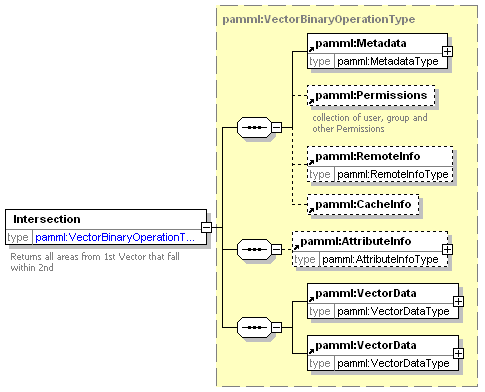 pamml:VectorBinaryOperationType
pamml:Metadata
type pamml:MetadataType
pamml:Permissions
collection of user, group and
other Permissions
pamml:RemoteInfo
type pamml:RemoteInfoType
pamml:CacheInfo
Intersection
type pamml:VectorBinaryOperationT...
Returns all areas from 1st Vector that fall
within 2nd
pamml:AttributeInfo
type pamml:AttributeInfoType
pamml:VectorData
type pamml:VectorDataType
pamml:VectorData
type pamml:VectorDataType